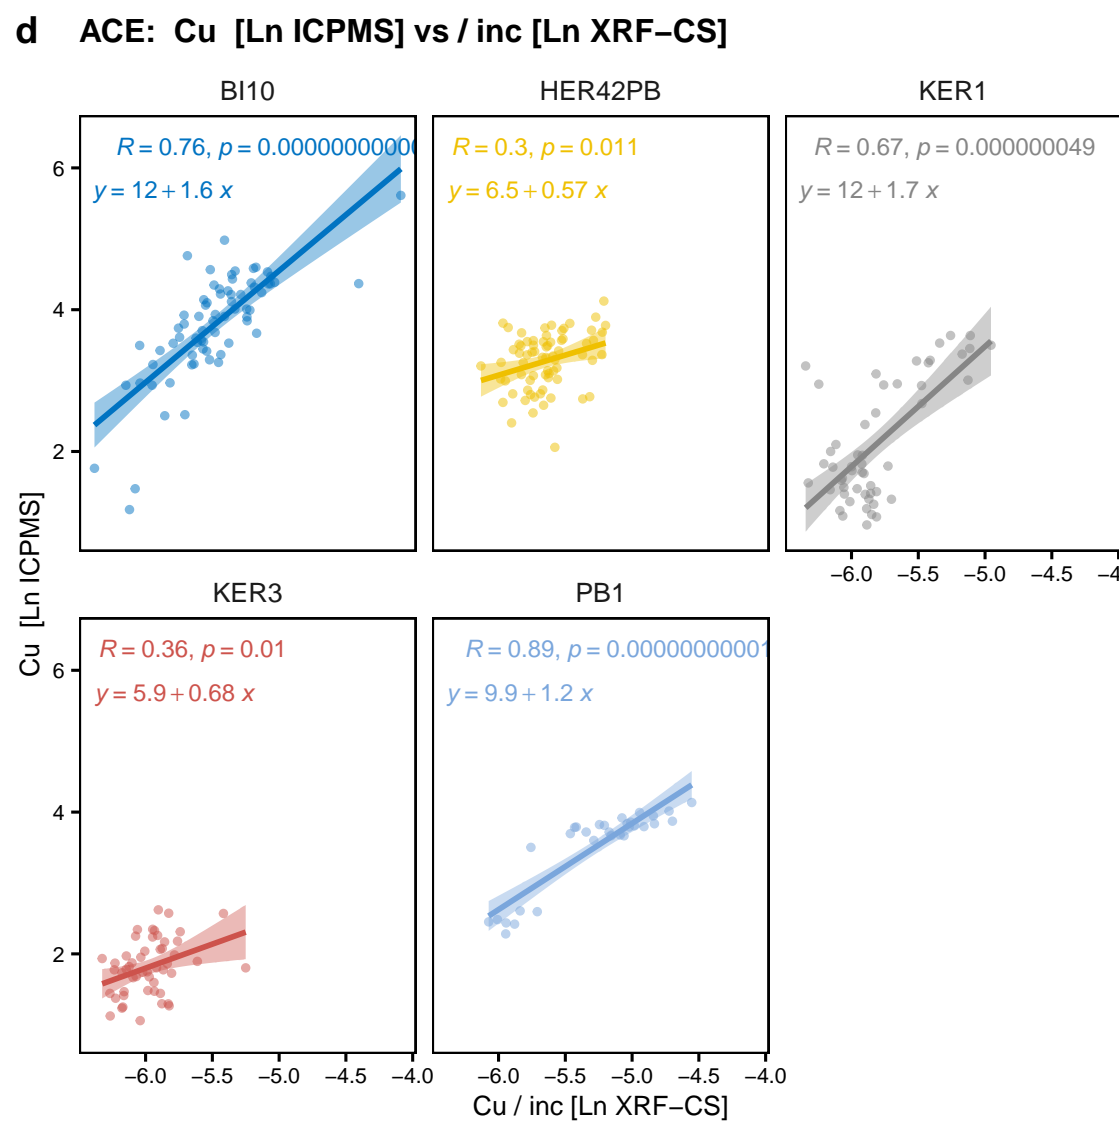 d ACE: Cu [Ln ICPMS] vs / inc [Ln XRF−CS]
BI10
R = 0.76, p = 0.00000000000
y = 12 + 1.6 x
6
4
2
HER42PB
R = 0.3, p = 0.011
y = 6.5 + 0.57 x
KER1
R = 0.67, p = 0.000000049
y = 12 + 1.7 x
−6.0 −5.5 −5.0 −4.5 −4
Cu [Ln ICPMS]
KER3
R = 0.36, p = 0.01
y = 5.9 + 0.68 x
6
4
2
−6.0 −5.5 −5.0 −4.5 −4.0
PB1
R = 0.89, p = 0.00000000001
y = 9.9 + 1.2 x
−6.0 −5.5 −5.0 −4.5 −4.0
Cu / inc [Ln XRF−CS]